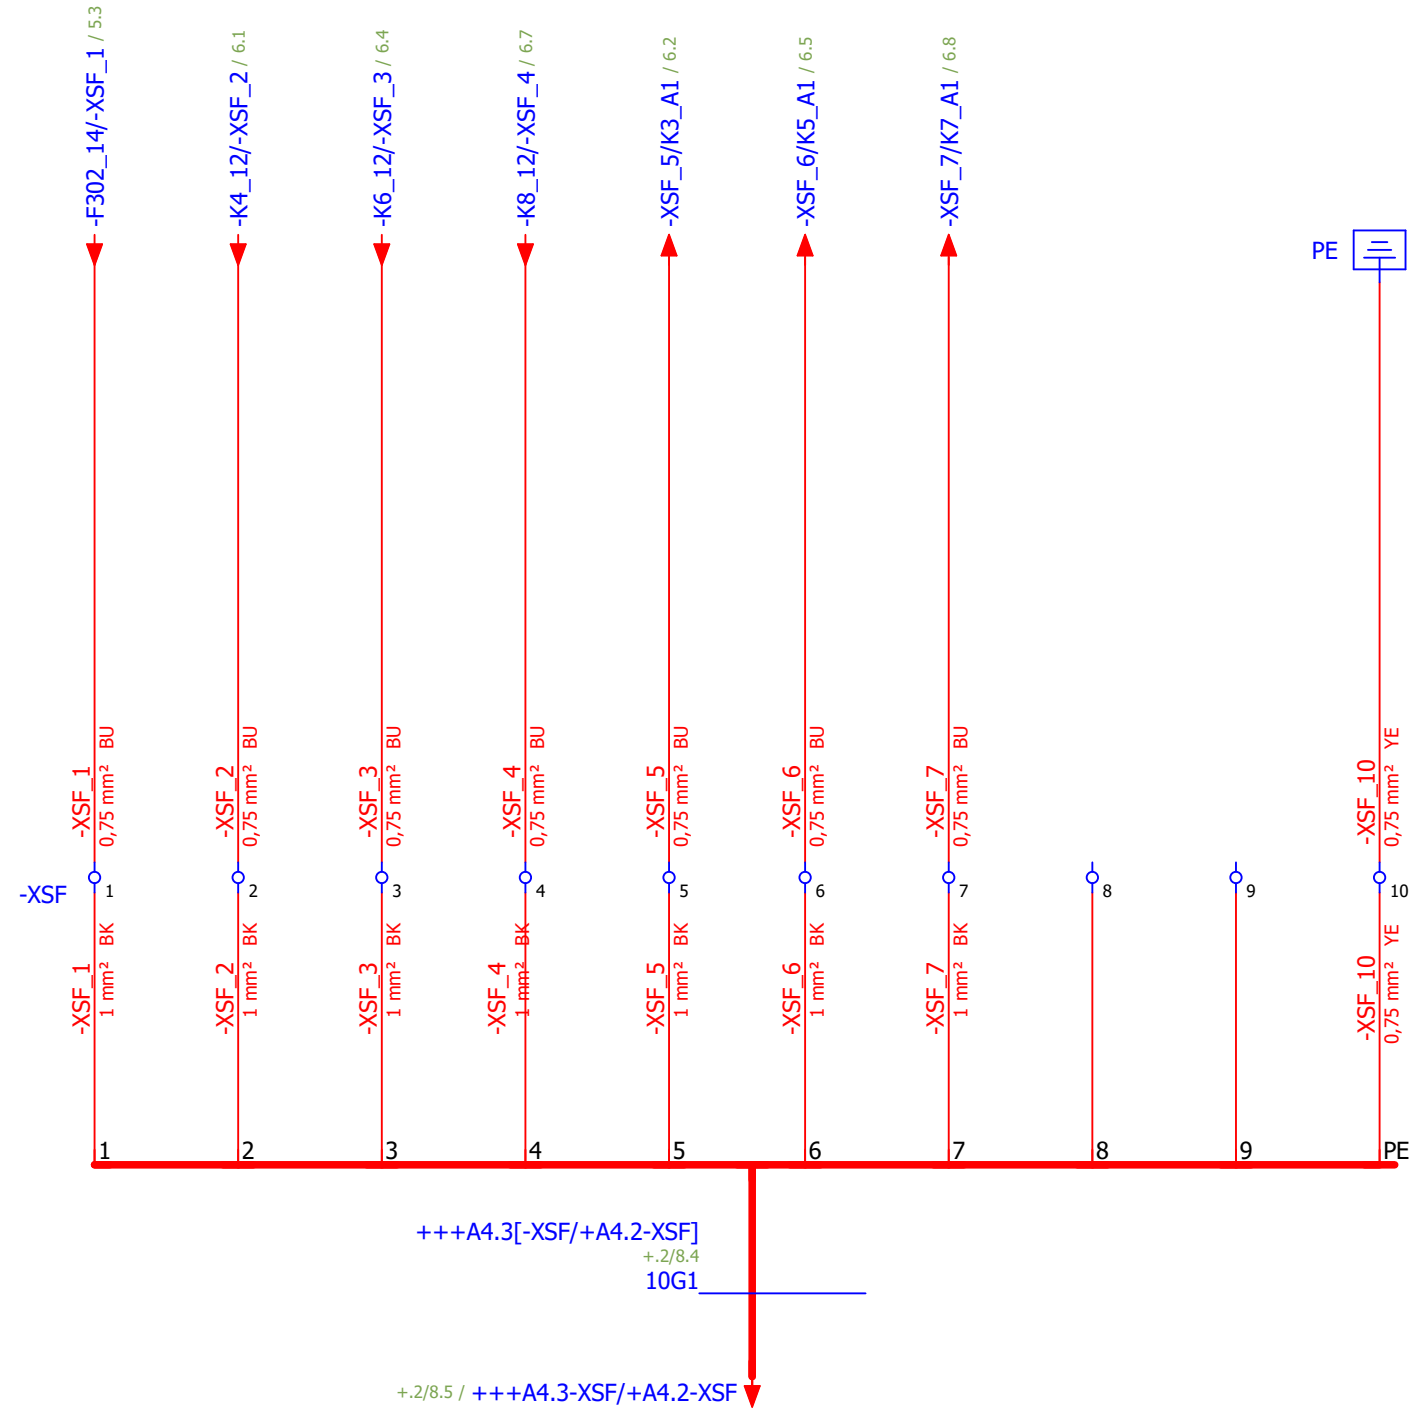 -F302_14/-XSF_1 / 5.3
-K4_12/-XSF_2 / 6.1
-K6_12/-XSF_3 / 6.4
-K8_12/-XSF_4 / 6.7
-XSF_5/K3_A1 / 6.2
-XSF_6/K5_A1 / 6.5
-XSF_7/K7_A1 / 6.8
PE
-XSF_1
0,75 mm² BU
-XSF_2
0,75 mm² BU
-XSF_3
0,75 mm² BU
-XSF_4
0,75 mm² BU
-XSF_5
0,75 mm² BU
-XSF_6
0,75 mm² BU
-XSF_7
0,75 mm² BU
-XSF_10
0,75 mm² YE
-XSF 1 2 3 4 5 6 7 8 9 10
-XSF_1
1 mm² BK
-XSF_2
1 mm² BK
-XSF_3
1 mm² BK
-XSF_4
1 mm² BK
-XSF_5
1 mm² BK
-XSF_6
1 mm² BK
-XSF_7
1 mm² BK
-XSF_10
0,75 mm² YE
1 2 3 4 5 6 7 8 9 PE
+++A4.3[-XSF/+A4.2-XSF]
+.2/8.4
10G1
+.2/8.5 / +++A4.3-XSF/+A4.2-XSF